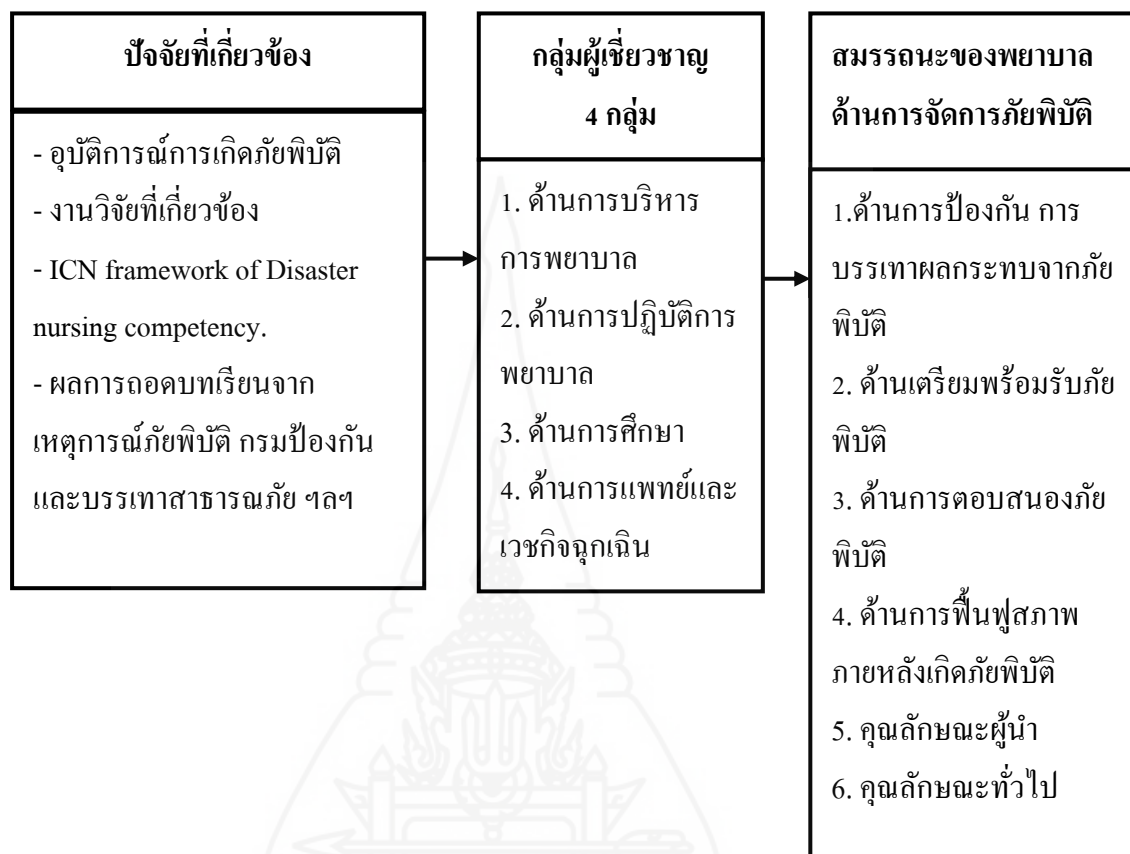 ปัจจัยที่เกี่ยวข้อง
- อุบัติการณ์การเกิดภัยพิบัติ
- งานวิจัยที่เกี่ยวข้อง
- ICN framework of Disaster
nursing competency.
- ผลการถอดบทเรียนจาก
เหตุการณ์ภัยพิบัติ กรมป้องกัน
และบรรเทาสาธารณภัย ฯลฯ
กลุ่มผู้เชี่ยวชาญ
4 กลุ่ม
1. ด้านการบริหาร
การพยาบาล
2. ด้านการปฏิบัติการ
พยาบาล
3. ด้านการศึกษา
4. ด้านการแพทย์และ
เวชกิจฉุกเฉิน
สมรรถนะของพยาบาล
ด้านการจัดการภัยพิบัติ
1.ด้านการป้องกัน การ
บรรเทาผลกระทบจากภัย
พิบัติ
2. ด้านเตรียมพร้อมรับภัย
พิบัติ
3. ด้านการตอบสนองภัย
พิบัติ
4. ด้านการฟื้นฟูสภาพ
ภายหลังเกิดภัยพิบัติ
5. คุณลักษณะผู้นำ
6. คุณลักษณะทั่วไป